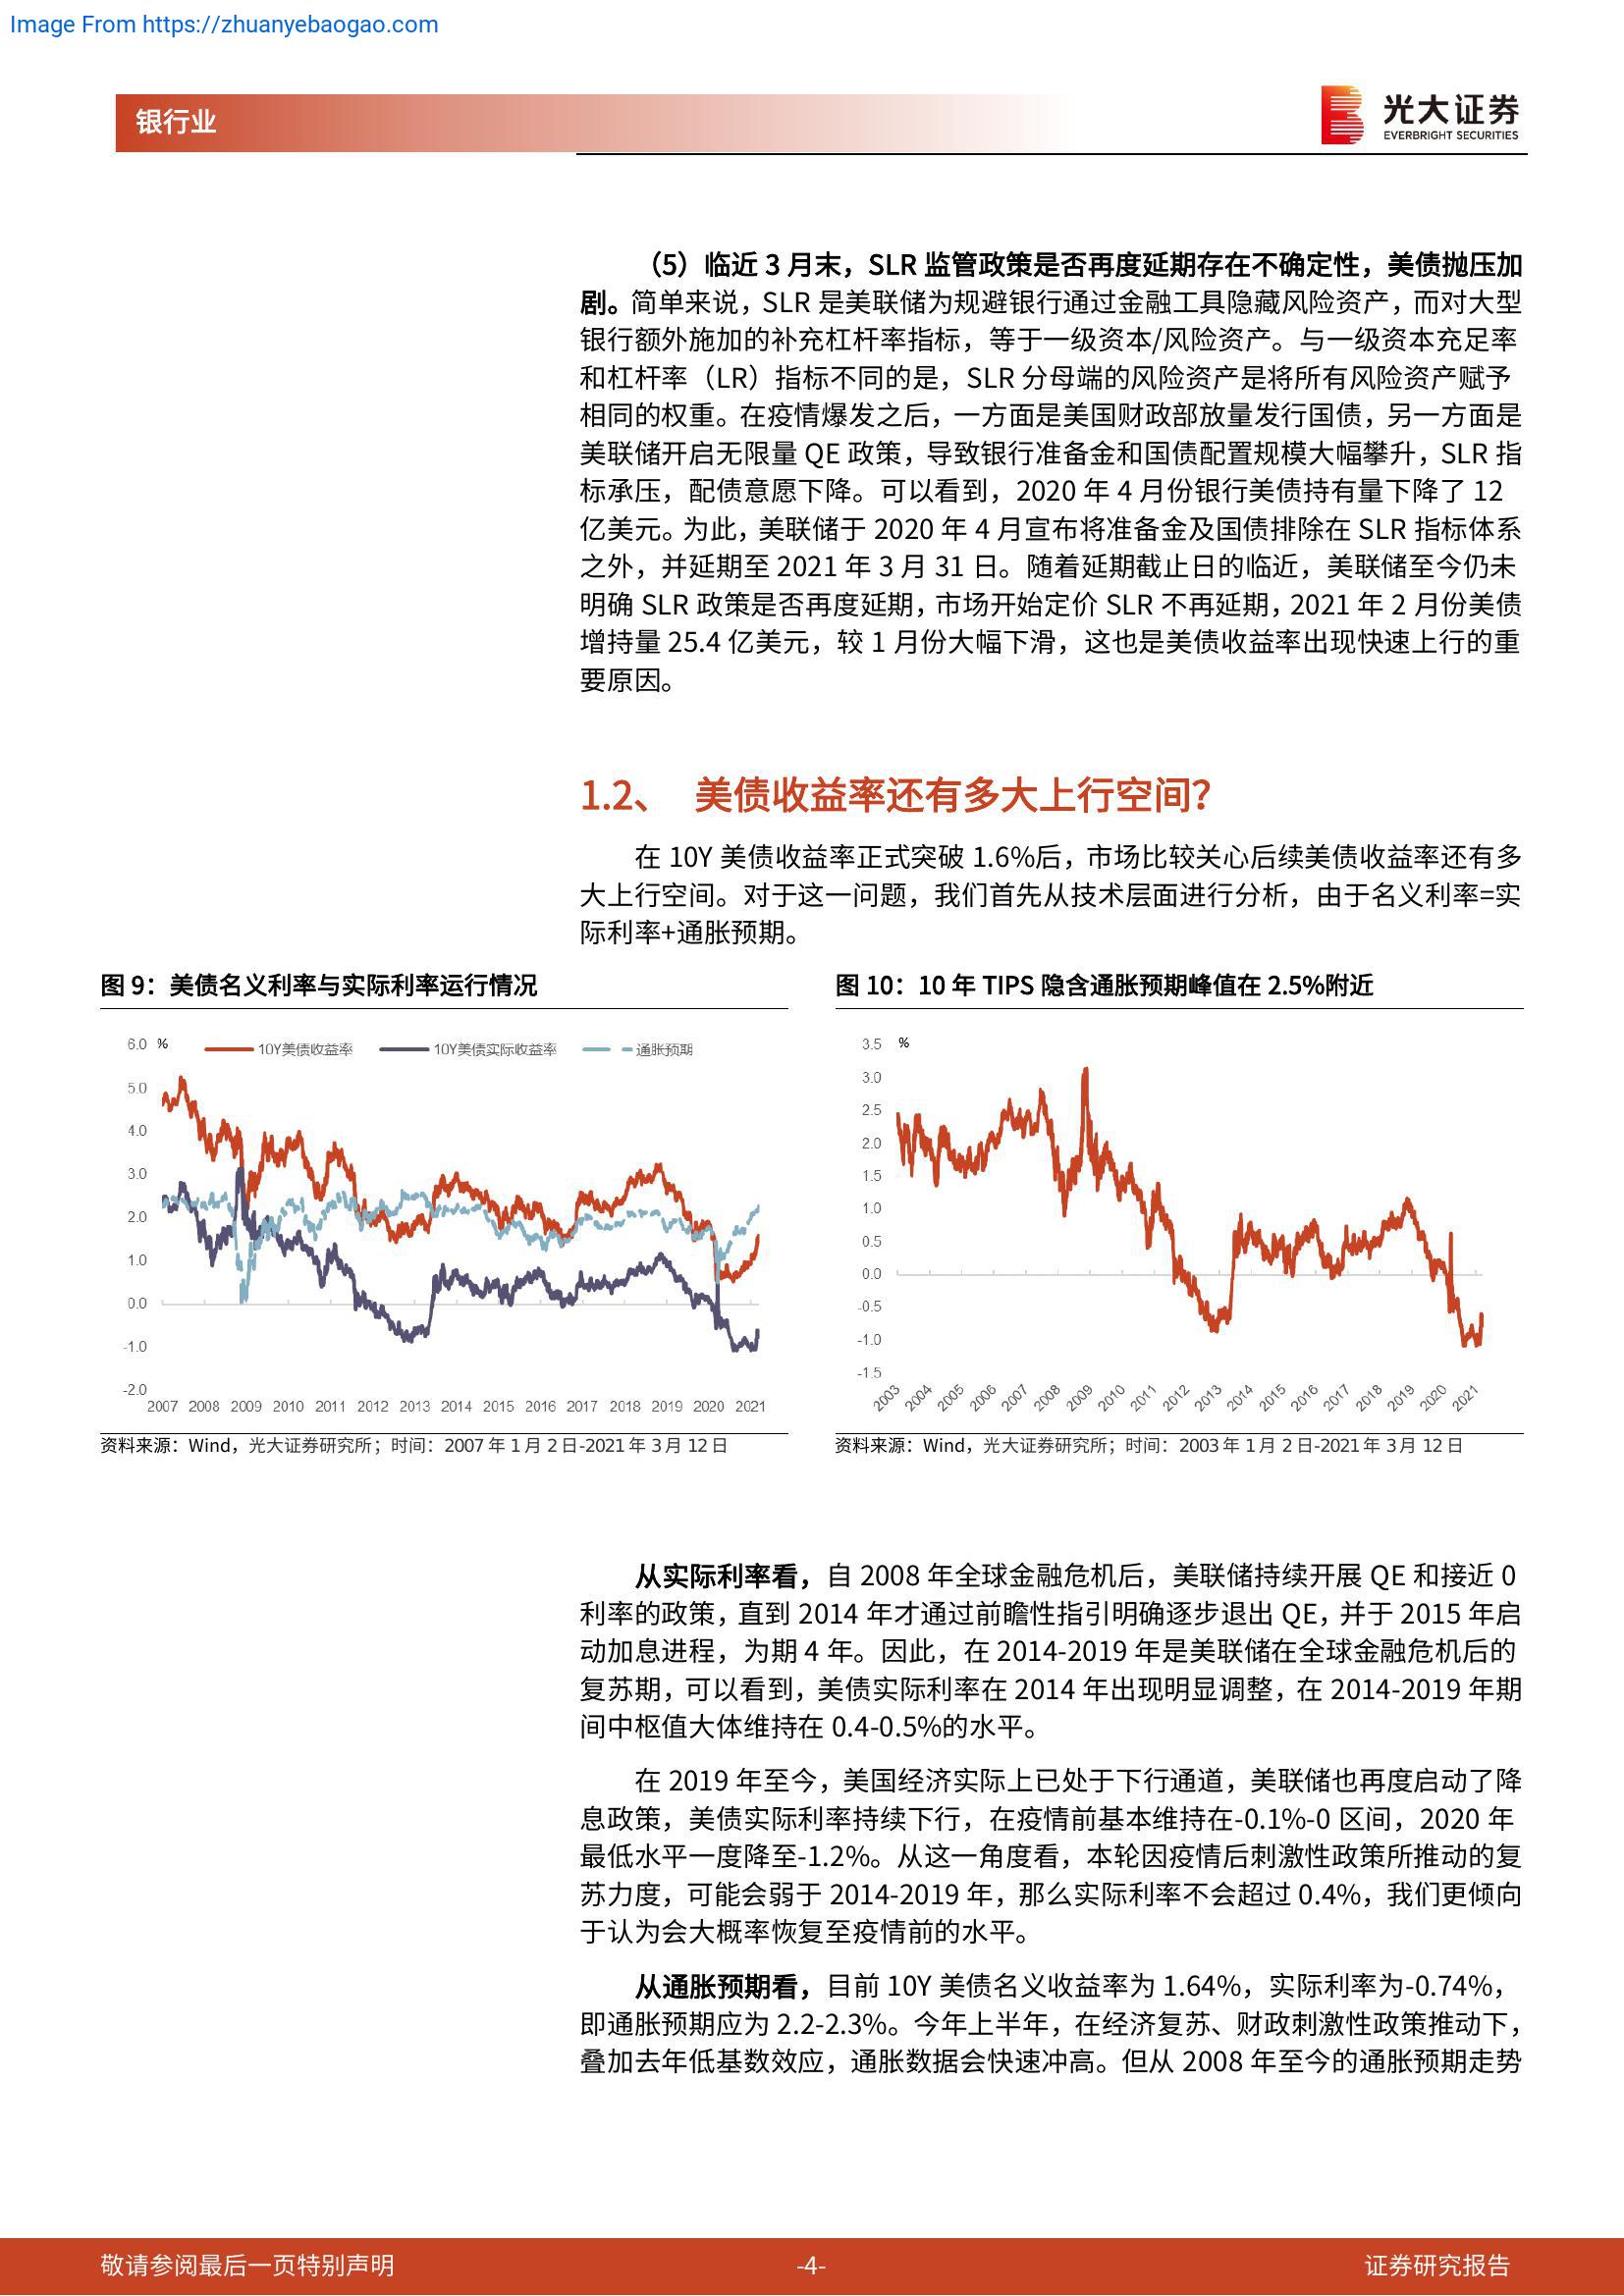 Image From https://zhuanyebaogao.com
银行业
光大证券
EVERBRIGHT SECURITIES
（5）临近 3 月末，SLR 监管政策是否再度延期存在不确定性，美债抛压加
剧。简单来说，SLR 是美联储为规避银行通过金融工具隐藏风险资产，而对大型
银行额外施加的补充杠杆率指标，等于一级资本/风险资产。与一级资本充足率
和杠杆率（LR）指标不同的是，SLR 分母端的风险资产是将所有风险资产赋予
相同的权重。在疫情爆发之后，一方面是美国财政部放量发行国债，另一方面是
美联储开启无限量 QE 政策，导致银行准备金和国债配置规模大幅攀升，SLR 指
标承压，配债意愿下降。可以看到，2020 年 4 月份银行美债持有量下降了 12
亿美元。为此，美联储于 2020 年 4 月宣布将准备金及国债排除在 SLR 指标体系
之外，并延期至 2021 年 3 月 31 日。随着延期截止日的临近，美联储至今仍未
明确 SLR 政策是否再度延期，市场开始定价 SLR 不再延期，2021 年 2 月份美债
增持量 25.4 亿美元，较 1 月份大幅下滑，这也是美债收益率出现快速上行的重
要原因。
1.2、 美债收益率还有多大上行空间？
在 10Y 美债收益率正式突破 1.6%后，市场比较关心后续美债收益率还有多
大上行空间。对于这一问题，我们首先从技术层面进行分析，由于名义利率=实
际利率+通胀预期。
图 9：美债名义利率与实际利率运行情况
6.0 % 10Y美债收益率 10Y美债实际收益率 通胀预期
5.0
4.0
3.0
2.0
1.0
0.0
-1.0
-2.0
2007 2008 2009 2010 2011 2012 2013 2014 2015 2016 2017 2018 2019 2020 2021
资料来源：Wind，光大证券研究所；时间：2007 年 1 月 2 日-2021 年 3 月 12 日
图 10：10 年 TIPS 隐含通胀预期峰值在 2.5%附近
3.5 %
3.0
2.5
2.0
1.5
1.0
0.5
0.0
-0.5
-1.0
-1.5
2003 2004 2005 2006 2007 2008 2009 2010 2011 2012 2013 2014 2015 2016 2017 2018 2019 2020 2021
资料来源：Wind，光大证券研究所；时间：2003 年 1 月 2 日-2021 年 3 月 12 日
从实际利率看，自 2008 年全球金融危机后，美联储持续开展 QE 和接近 0
利率的政策，直到 2014 年才通过前瞻性指引明确逐步退出 QE，并于 2015 年启
动加息进程，为期 4 年。因此，在 2014-2019 年是美联储在全球金融危机后的
复苏期，可以看到，美债实际利率在 2014 年出现明显调整，在 2014-2019 年期
间中枢值大体维持在 0.4-0.5%的水平。
在 2019 年至今，美国经济实际上已处于下行通道，美联储也再度启动了降
息政策，美债实际利率持续下行，在疫情前基本维持在-0.1%-0 区间，2020 年
最低水平一度降至-1.2%。从这一角度看，本轮因疫情后刺激性政策所推动的复
苏力度，可能会弱于 2014-2019 年，那么实际利率不会超过 0.4%，我们更倾向
于认为会大概率恢复至疫情前的水平。
从通胀预期看，目前 10Y 美债名义收益率为 1.64%，实际利率为-0.74%，
即通胀预期应为 2.2-2.3%。今年上半年，在经济复苏、财政刺激性政策推动下，
叠加去年低基数效应，通胀数据会快速冲高。但从 2008 年至今的通胀预期走势
敬请参阅最后一页特别声明 -4- 证券研究报告